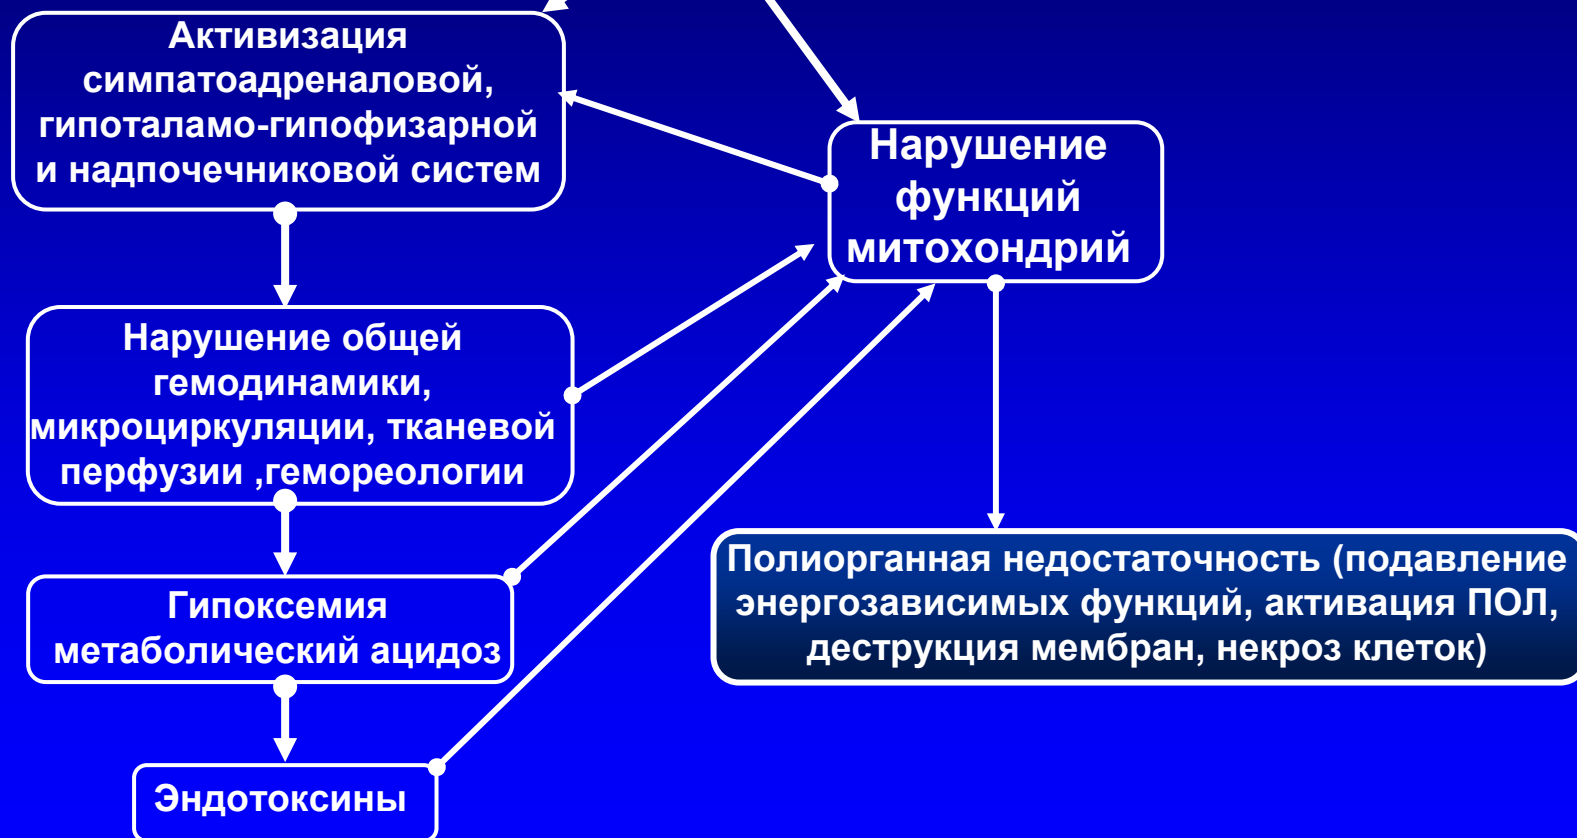 Активизация
симпатоадреналовой,
гипоталамо-гипофизарной
и надпочечниковой систем
Нарушение
функций
митохондрий
Нарушение общей
гемодинамики,
микроциркуляции, тканевой
перфузии ,гемореологии
Полиорганная недостаточность (подавление
энергозависимых функций, активация ПОЛ,
деструкция мембран, некроз клеток)
Гипоксемия
метаболический ацидоз
Эндотоксины